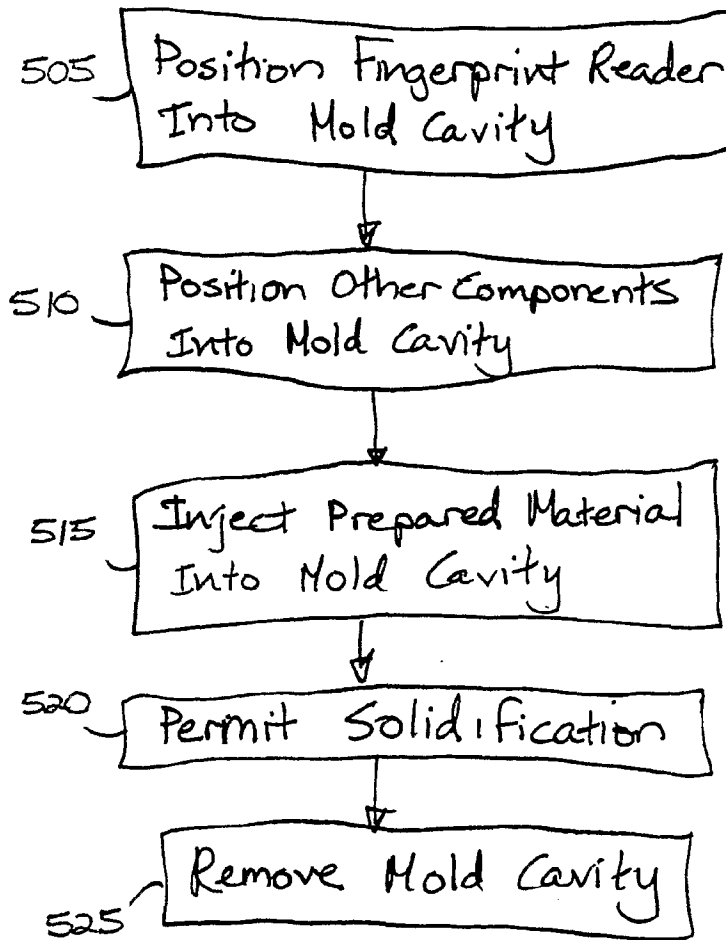 505
Position Fingerprint Reader
Into Mold Cavity
510
Position Other Components
Into Mold Cavity
515
Inject Prepared Material
Into Mold Cavity
520
Permit Solidification
Remove Mold Cavity
525